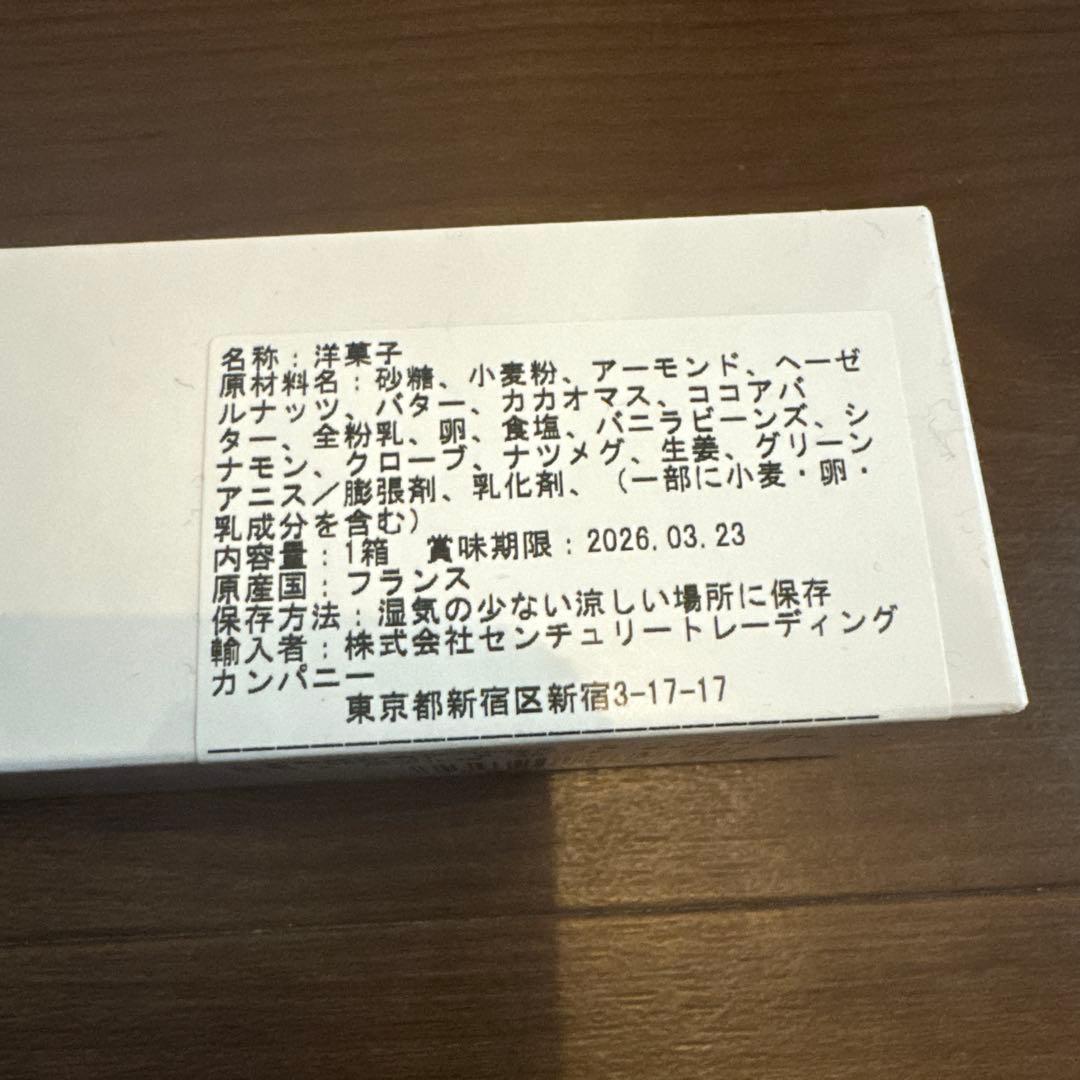 名称：洋菓子
原材料名：砂糖、小麦粉、アーモンド、ヘーゼ
ルナッツ、バター、カカオマス、ココアバ
ター、全粉乳、卵、食塩、バニラビーンズ、シ
ナモン、クローブ、ナツメグ、生姜、グリーン
アニス／膨張剤、乳化剤、（一部に小麦・卵・
乳成分を含む）
内容量：1箱　賞味期限：2026.03.23
原産国：フランス
保存方法：湿気の少ない涼しい場所に保存
輸入者：株式会社センチュリートレーディング
カンパニー
東京都新宿区新宿3-17-17